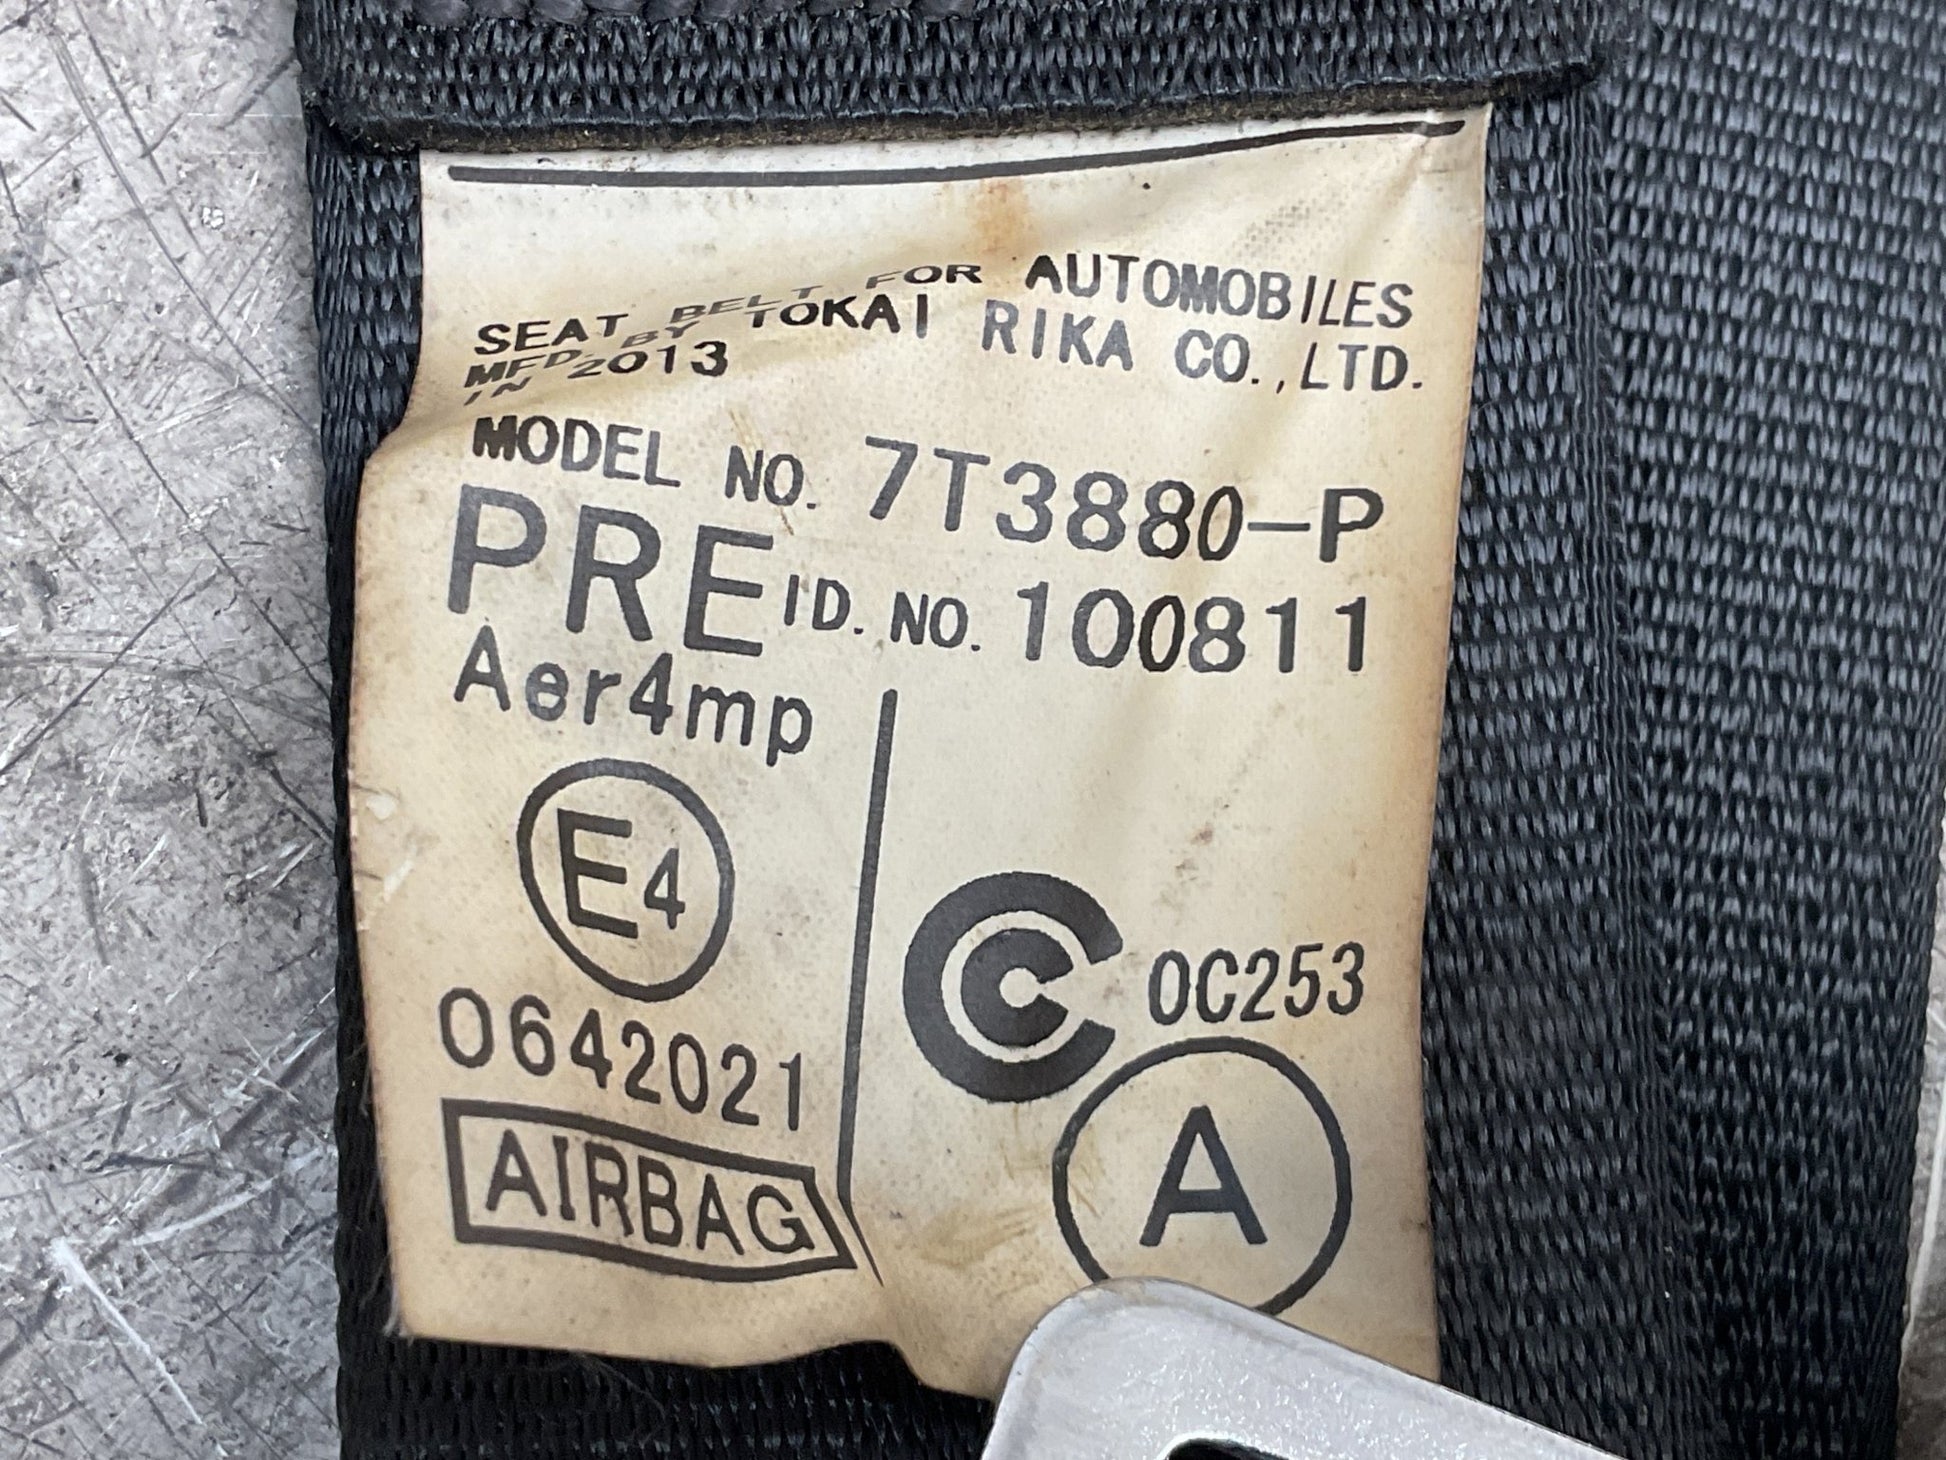 SEAT BELT FOR AUTOMOBILES
MFD. BY TOKAI RIKA CO.,LTD.
IN 2013
MODEL NO. 7T3880-P
PRE ID. NO. 100811
Aer4mp
E4
0642021
AIRBAG
CC 0C253
A